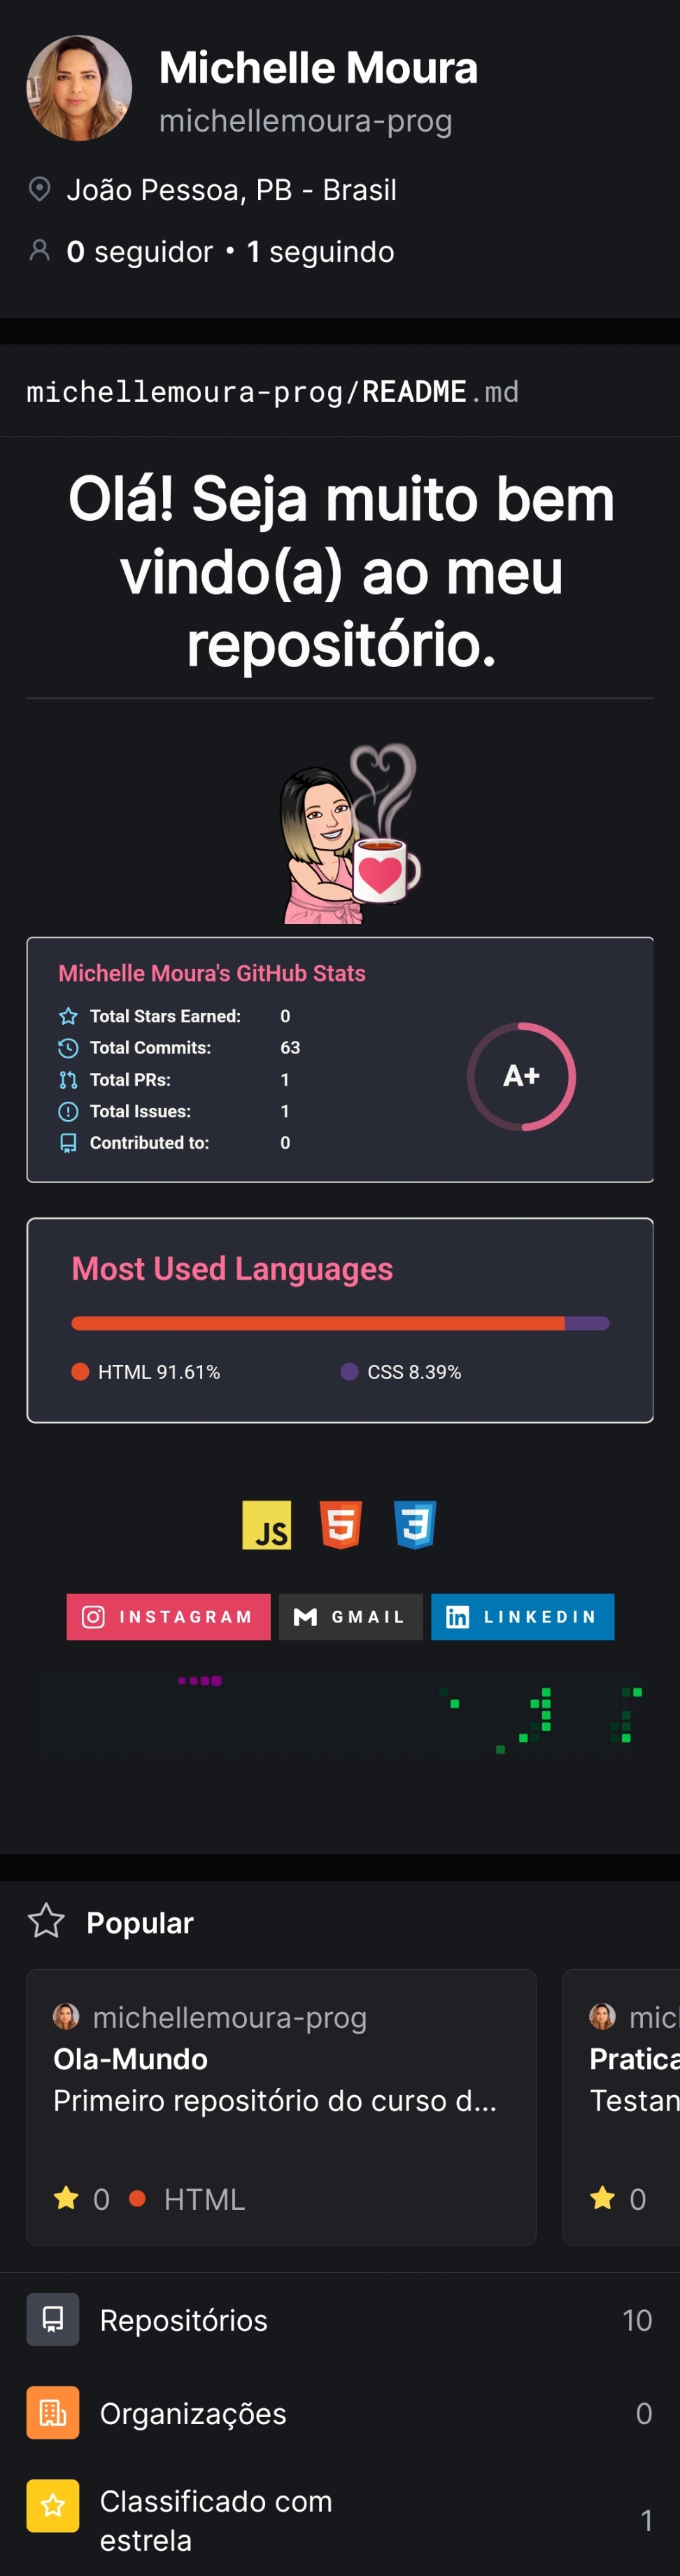 Michelle Moura
michellemoura-prog
João Pessoa, PB - Brasil
0 seguidor • 1 seguindo
michellemoura-prog/README.md
Olá! Seja muito bem
vindo(a) ao meu
repositório.
Michelle Moura's GitHub Stats
Total Stars Earned: 0
Total Commits: 63
Total PRs: 1
Total Issues: 1
Contributed to: 0
A+
Most Used Languages
HTML 91.61% CSS 8.39%
JS 5 3
INSTAGRAM GMAIL LINKEDIN
Popular
michellemoura-prog
Ola-Mundo
Primeiro repositório do curso d...
0 HTML
mic
Pratica
Testan
0
Repositórios 10
Organizações 0
Classificado com
estrela
1